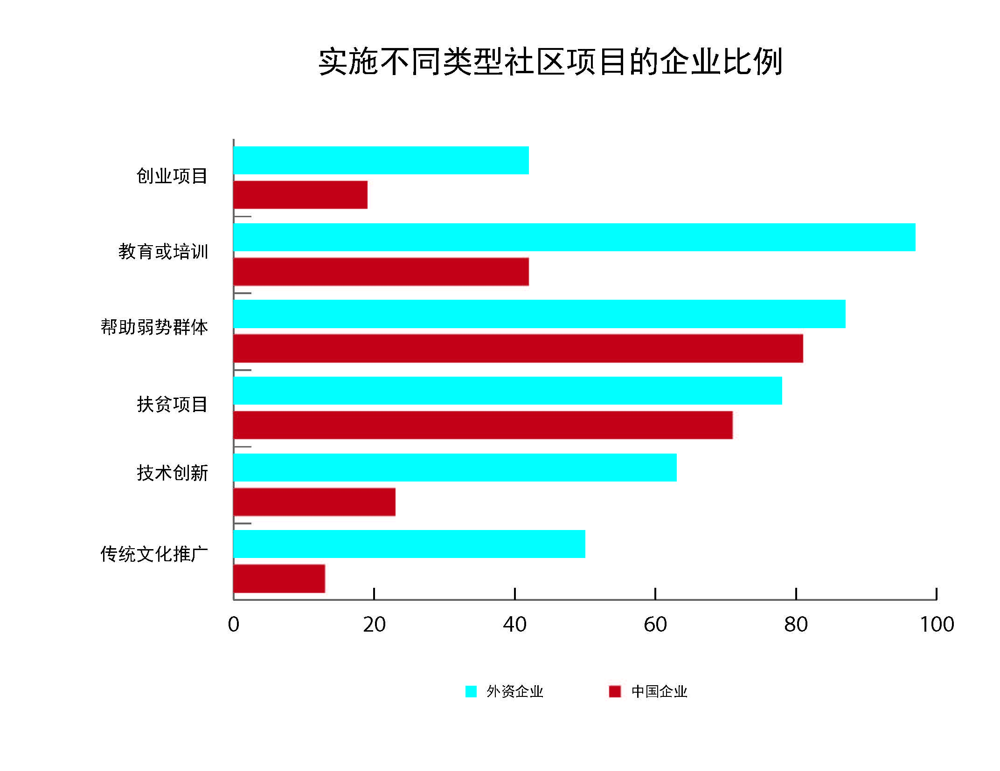 实施不同类型社区项目的企业比例
创业项目
教育或培训
帮助弱势群体
扶贫项目
技术创新
传统文化推广
0 20 40 60 80 100
外资企业 中国企业